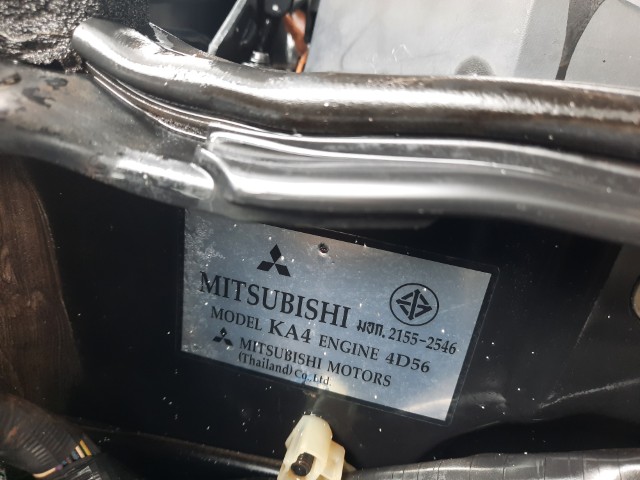 MITSUBISHI มอก. 2155-2546
MODEL KA4 ENGINE 4D56
MITSUBISHI MOTORS
(Thailand) Co., Ltd.